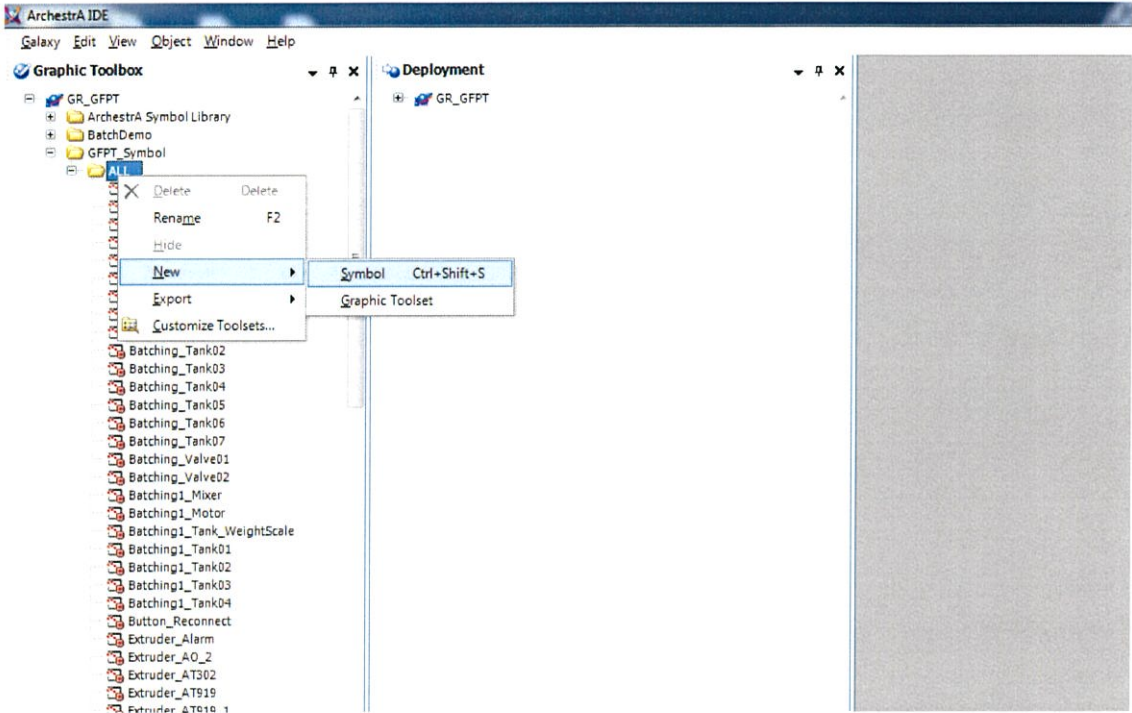 ArchestrA IDE
Galaxy Edit View Object Window Help
Graphic Toolbox
GR_GFPT
ArchestrA Symbol Library
BatchDemo
GFPT_Symbol
ALL
Delete Delete
Rename F2
Hide
New
Export
Customize Toolsets...
Symbol Ctrl+Shift+S
Graphic Toolset
Batching_Tank02
Batching_Tank03
Batching_Tank04
Batching_Tank05
Batching_Tank06
Batching_Tank07
Batching_Valve01
Batching_Valve02
Batching1_Mixer
Batching1_Motor
Batching1_Tank_WeightScale
Batching1_Tank01
Batching1_Tank02
Batching1_Tank03
Batching1_Tank04
Button_Reconnect
Extruder_Alarm
Extruder_AO_2
Extruder_AT302
Extruder_AT919
Extruder_AT919_1
Deployment
GR_GFPT